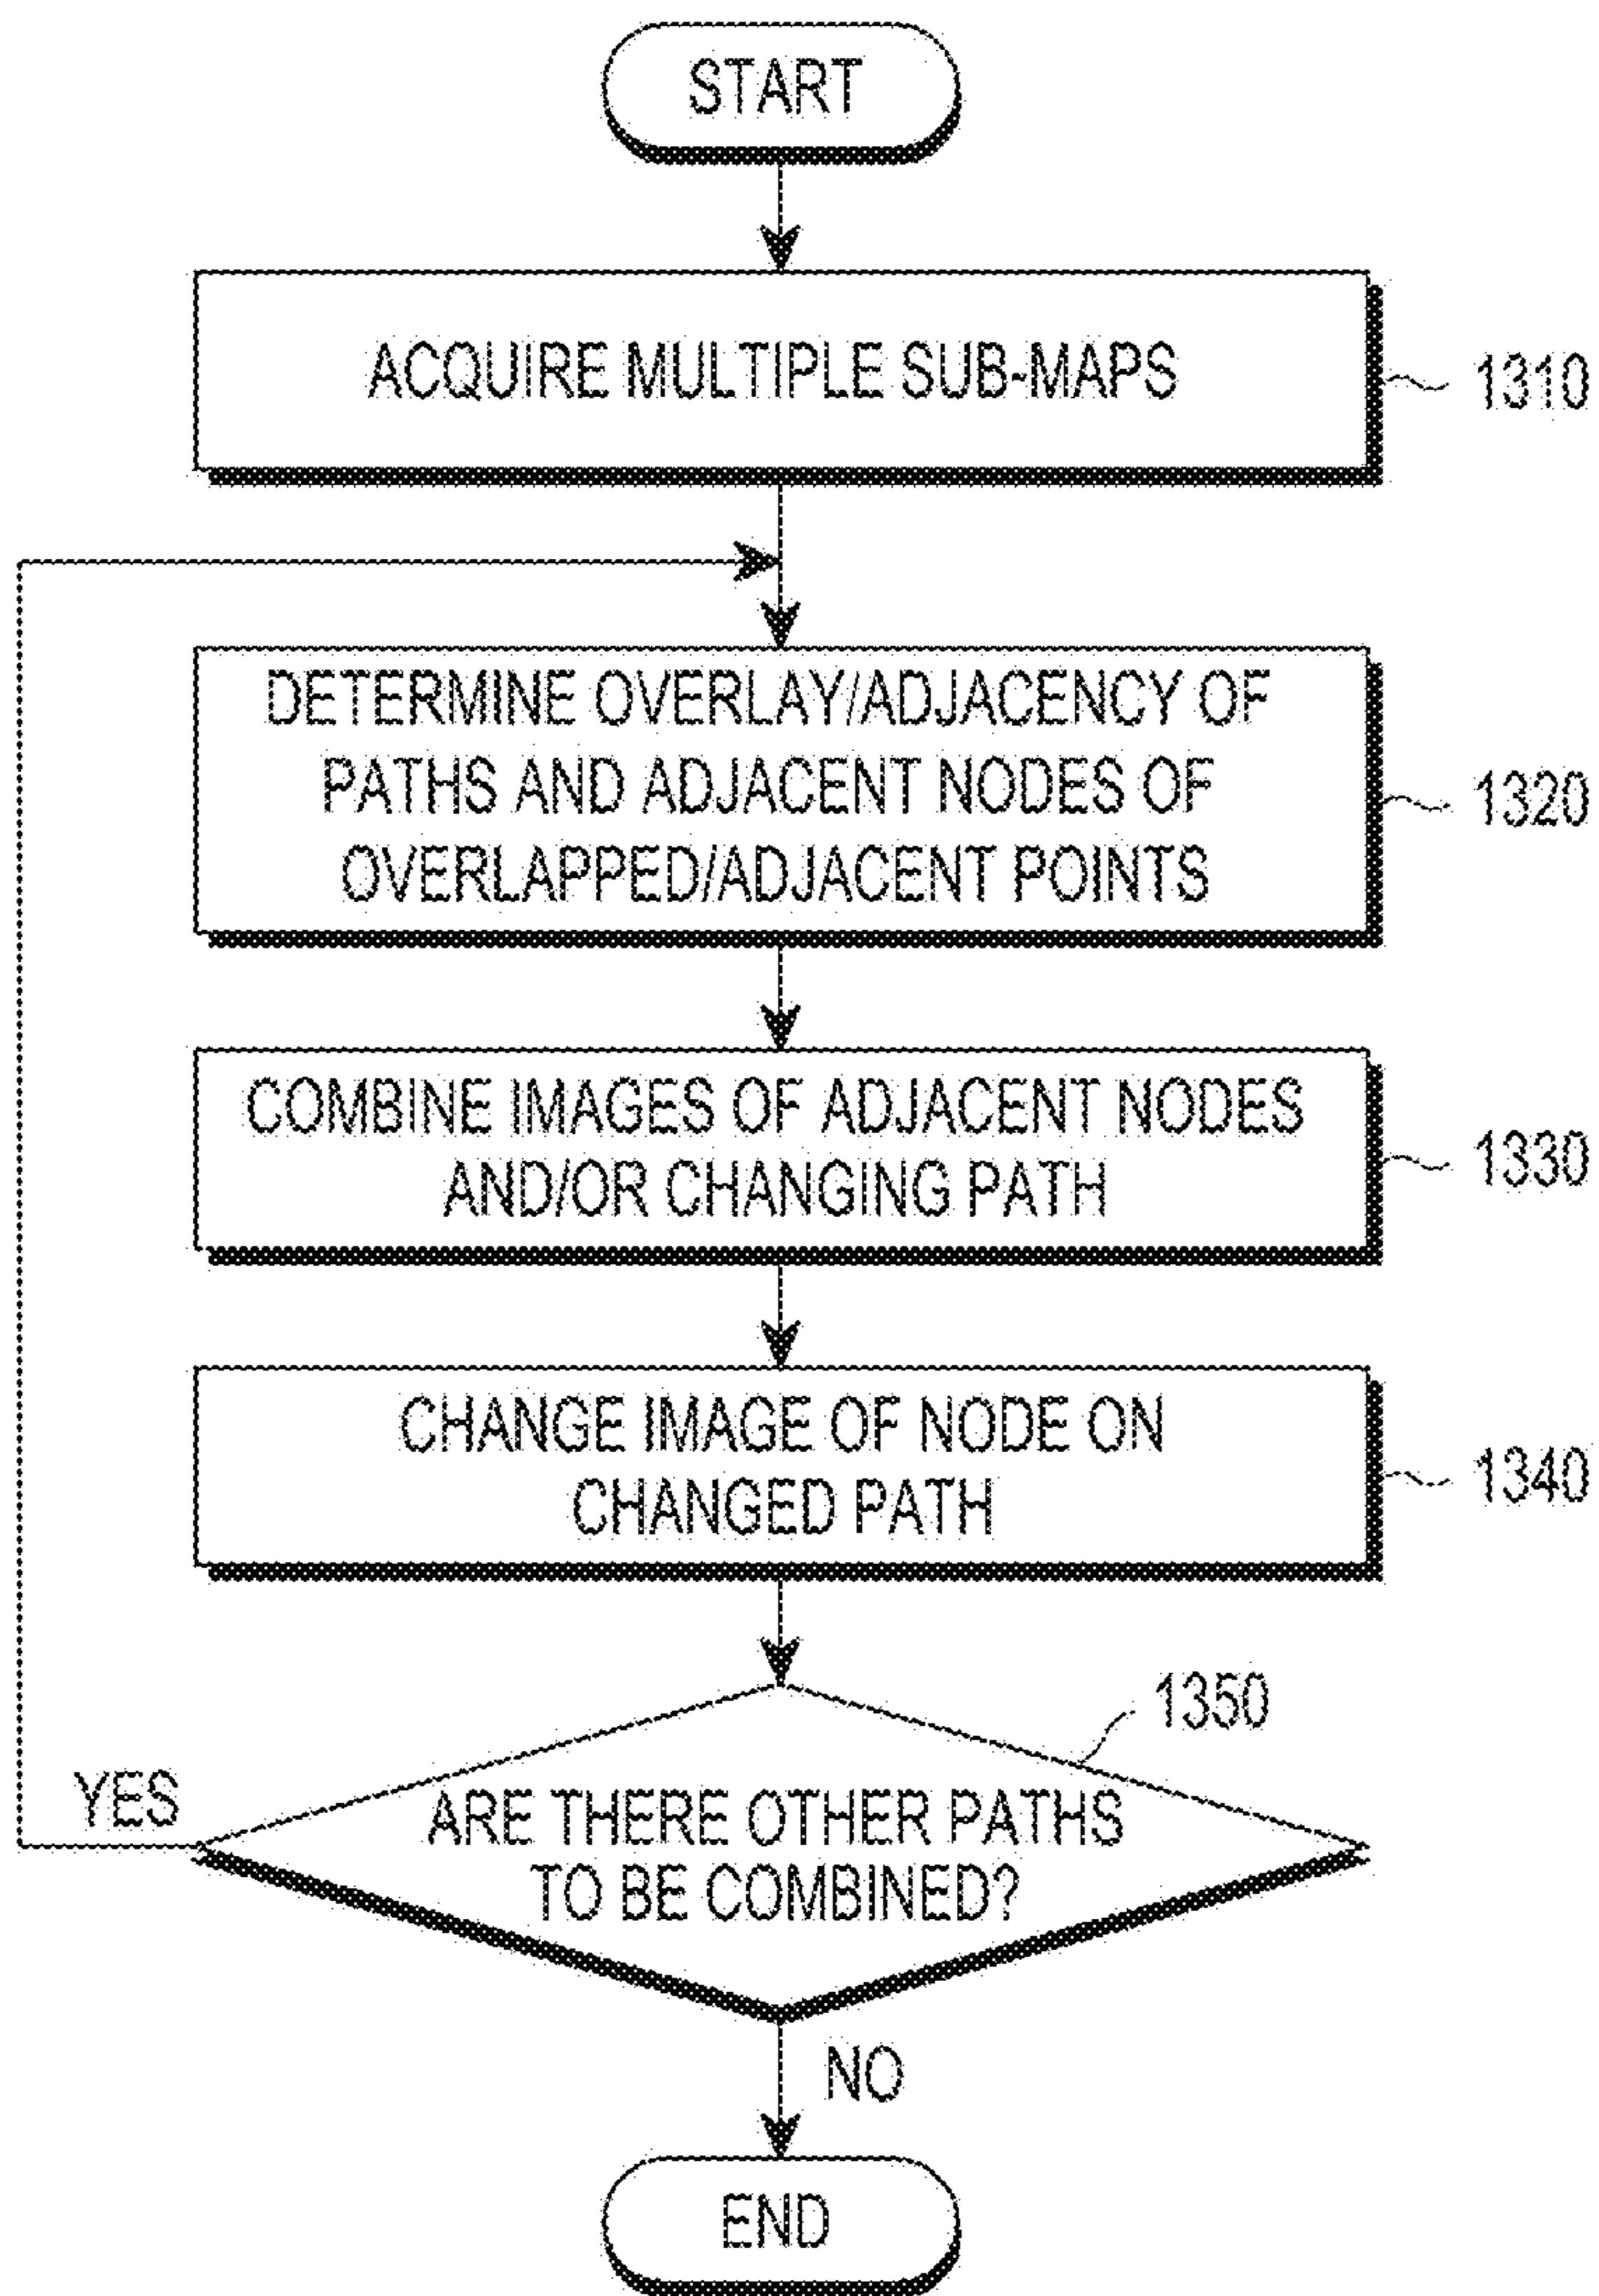 START
ACQUIRE MULTIPLE SUB-MAPS
1310
DETERMINE OVERLAY/ADJACENCY OF
PATHS AND ADJACENT NODES OF
OVERLAPPED/ADJACENT POINTS
1320
COMBINE IMAGES OF ADJACENT NODES
AND/OR CHANGING PATH
1330
CHANGE IMAGE OF NODE ON
CHANGED PATH
1340
1350
YES
ARE THERE OTHER PATHS
TO BE COMBINED?
NO
END